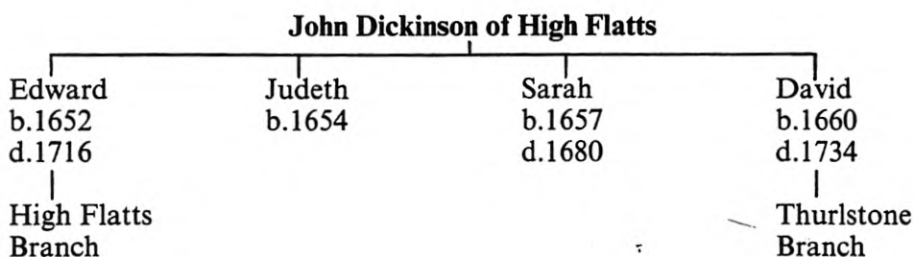 John Dickinson of High Flatts
Edward Judeth Sarah David
b.1652 b.1654 b.1657 b.1660
d.1716 d.1680 d.1734
High Flatts Thurlstone
Branch Branch